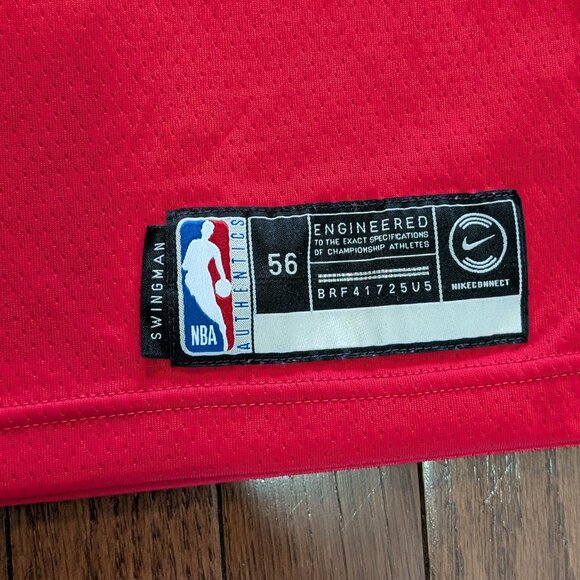 SWINGMAN
NBA
AUTHENTICS
56
ENGINEERED
TO THE EXACT SPECIFICATIONS
OF CHAMPIONSHIP ATHLETES
BRF41725U5
NIKECONNECT